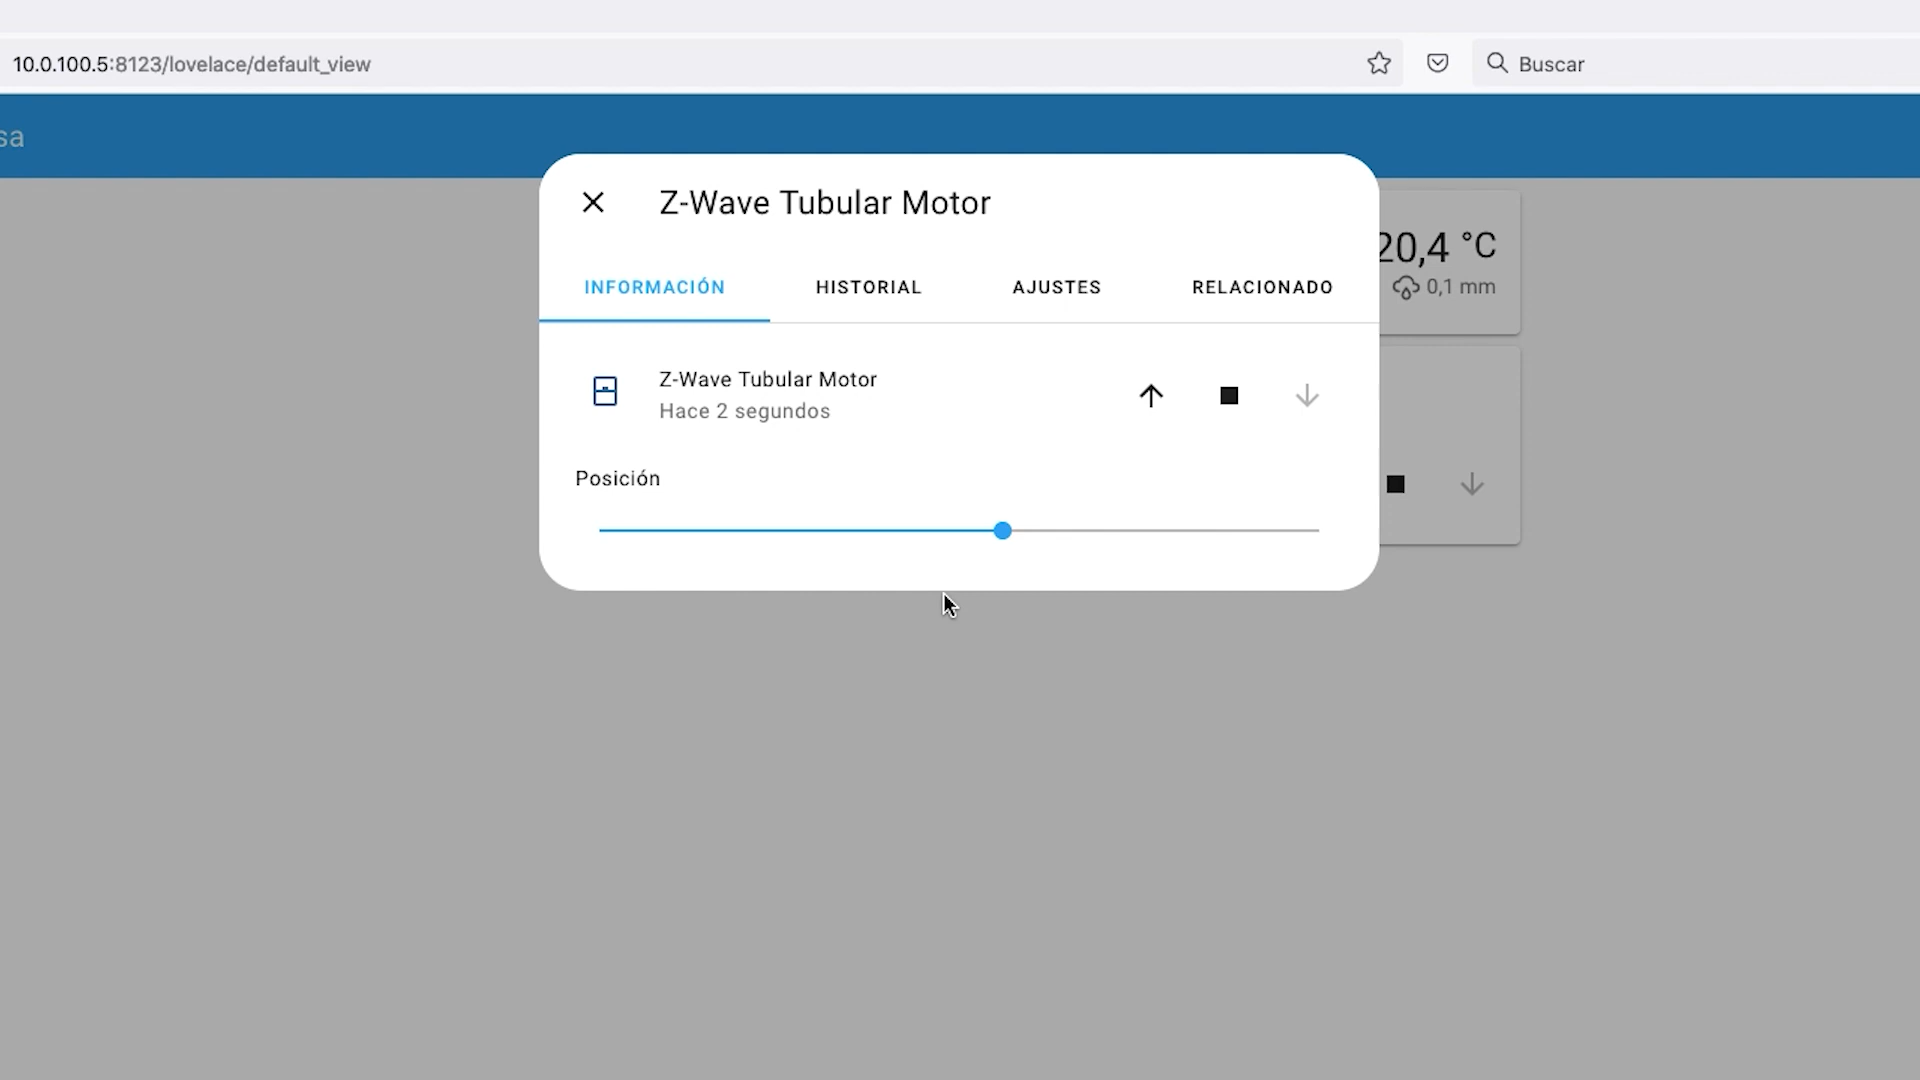 10.0.100.5:8123/lovelace/default_view
Buscar
sa
Z-Wave Tubular Motor
INFORMACIÓN
HISTORIAL
AJUSTES
RELACIONADO
20,4 °C
0,1 mm
Z-Wave Tubular Motor
Hace 2 segundos
Posición